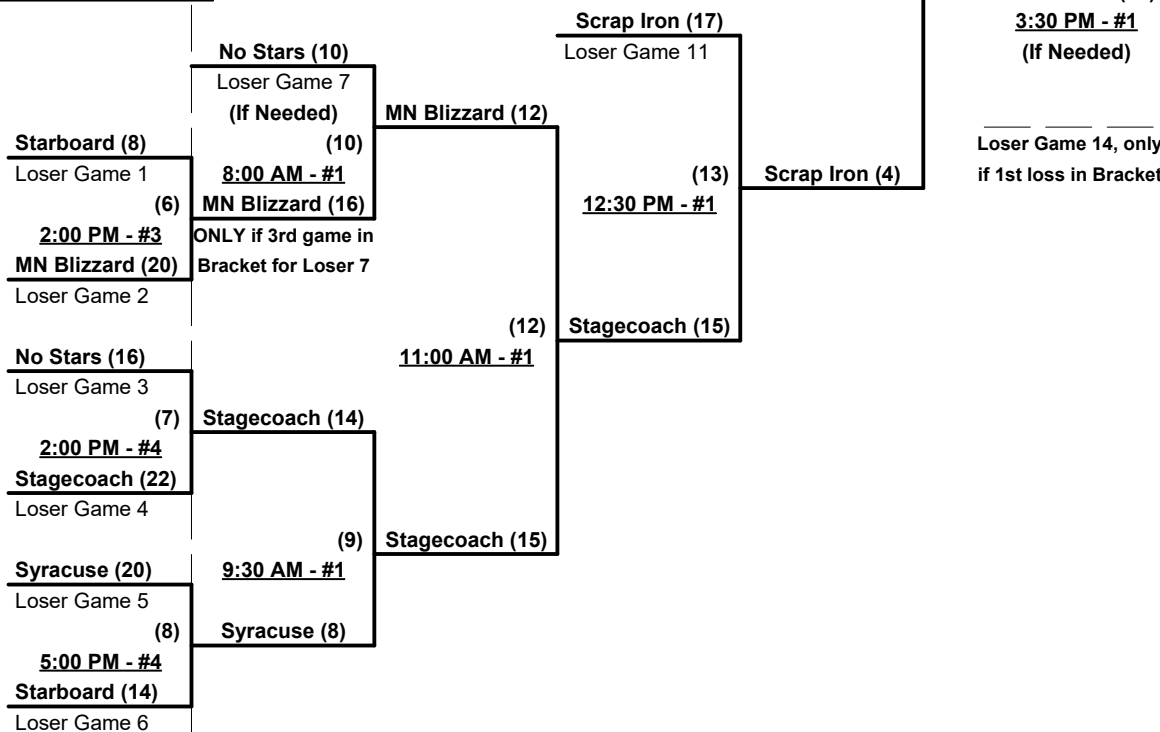 Scrap Iron (17)
3:30 PM - #1
No Stars (10)
Loser Game 11
(If Needed)
Loser Game 7
(If Needed)
MN Blizzard (12)
Starboard (8)
(10)
Loser Game 14, only
Loser Game 1
8:00 AM - #1
(13)
Scrap Iron (4)
if 1st loss in Bracket
(6)
MN Blizzard (16)
12:30 PM - #1
2:00 PM - #3
ONLY if 3rd game in
MN Blizzard (20)
Bracket for Loser 7
Loser Game 2
(12)
Stagecoach (15)
No Stars (16)
11:00 AM - #1
Loser Game 3
(7)
Stagecoach (14)
2:00 PM - #4
Stagecoach (22)
Loser Game 4
(9)
Stagecoach (15)
Syracuse (20)
9:30 AM - #1
Loser Game 5
(8)
Syracuse (8)
5:00 PM - #4
Starboard (14)
Loser Game 6